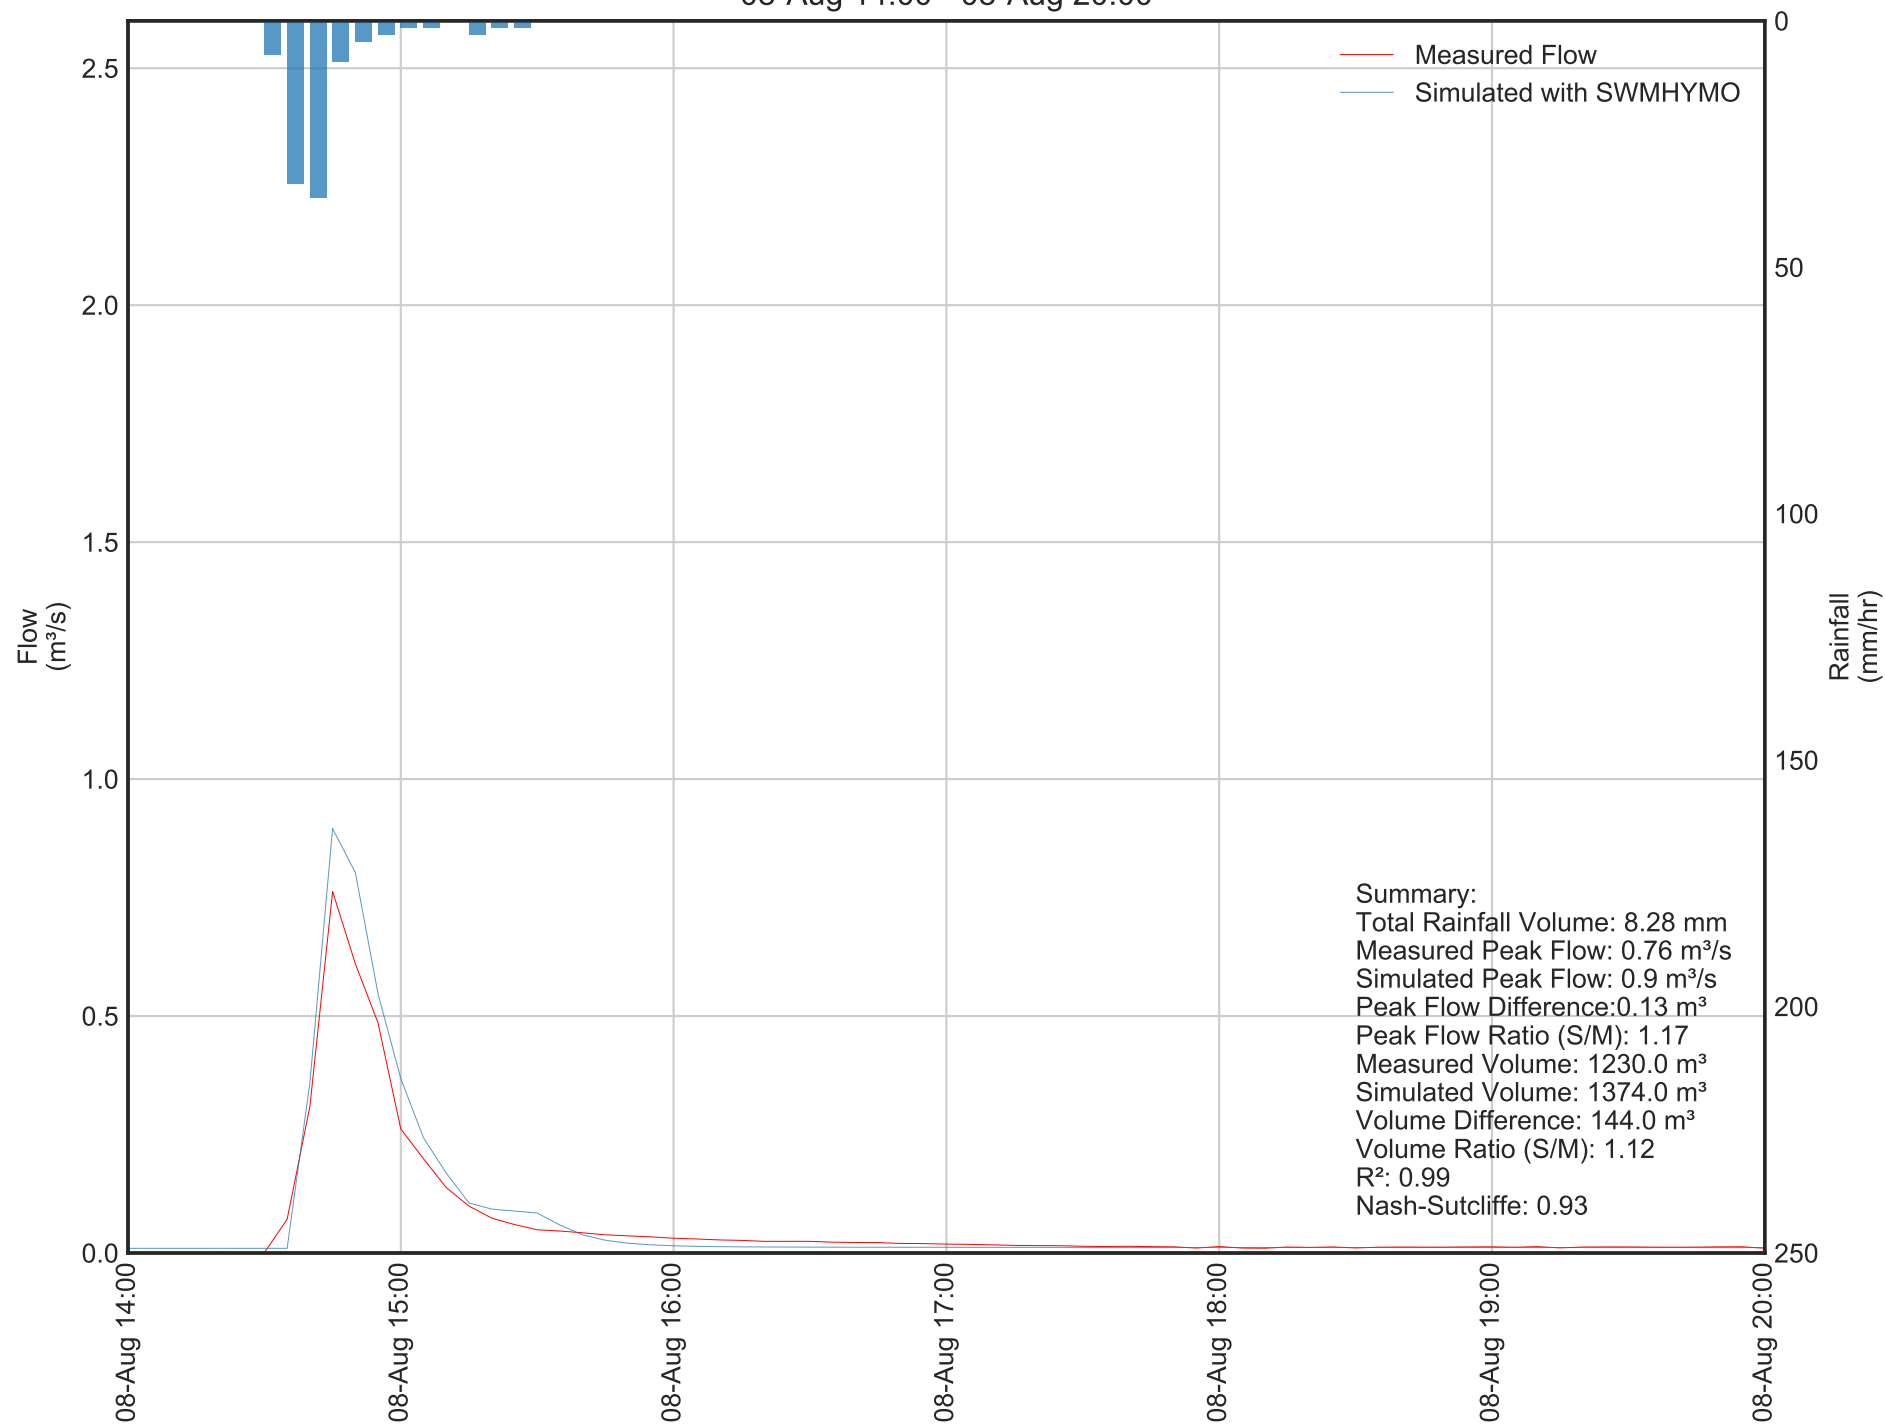 0
Measured Flow
Simulated with SWMHYMO
2.5
2.0
1.5
1.0
0.5
0.0
Flow
(m³/s)
50
100
150
200
250
Rainfall
(mm/hr)
Summary:
Total Rainfall Volume: 8.28 mm
Measured Peak Flow: 0.76 m³/s
Simulated Peak Flow: 0.9 m³/s
Peak Flow Difference:0.13 m³
Peak Flow Ratio (S/M): 1.17
Measured Volume: 1230.0 m³
Simulated Volume: 1374.0 m³
Volume Difference: 144.0 m³
Volume Ratio (S/M): 1.12
R²: 0.99
Nash-Sutcliffe: 0.93
08-Aug 14:00
08-Aug 15:00
08-Aug 16:00
08-Aug 17:00
08-Aug 18:00
08-Aug 19:00
08-Aug 20:00